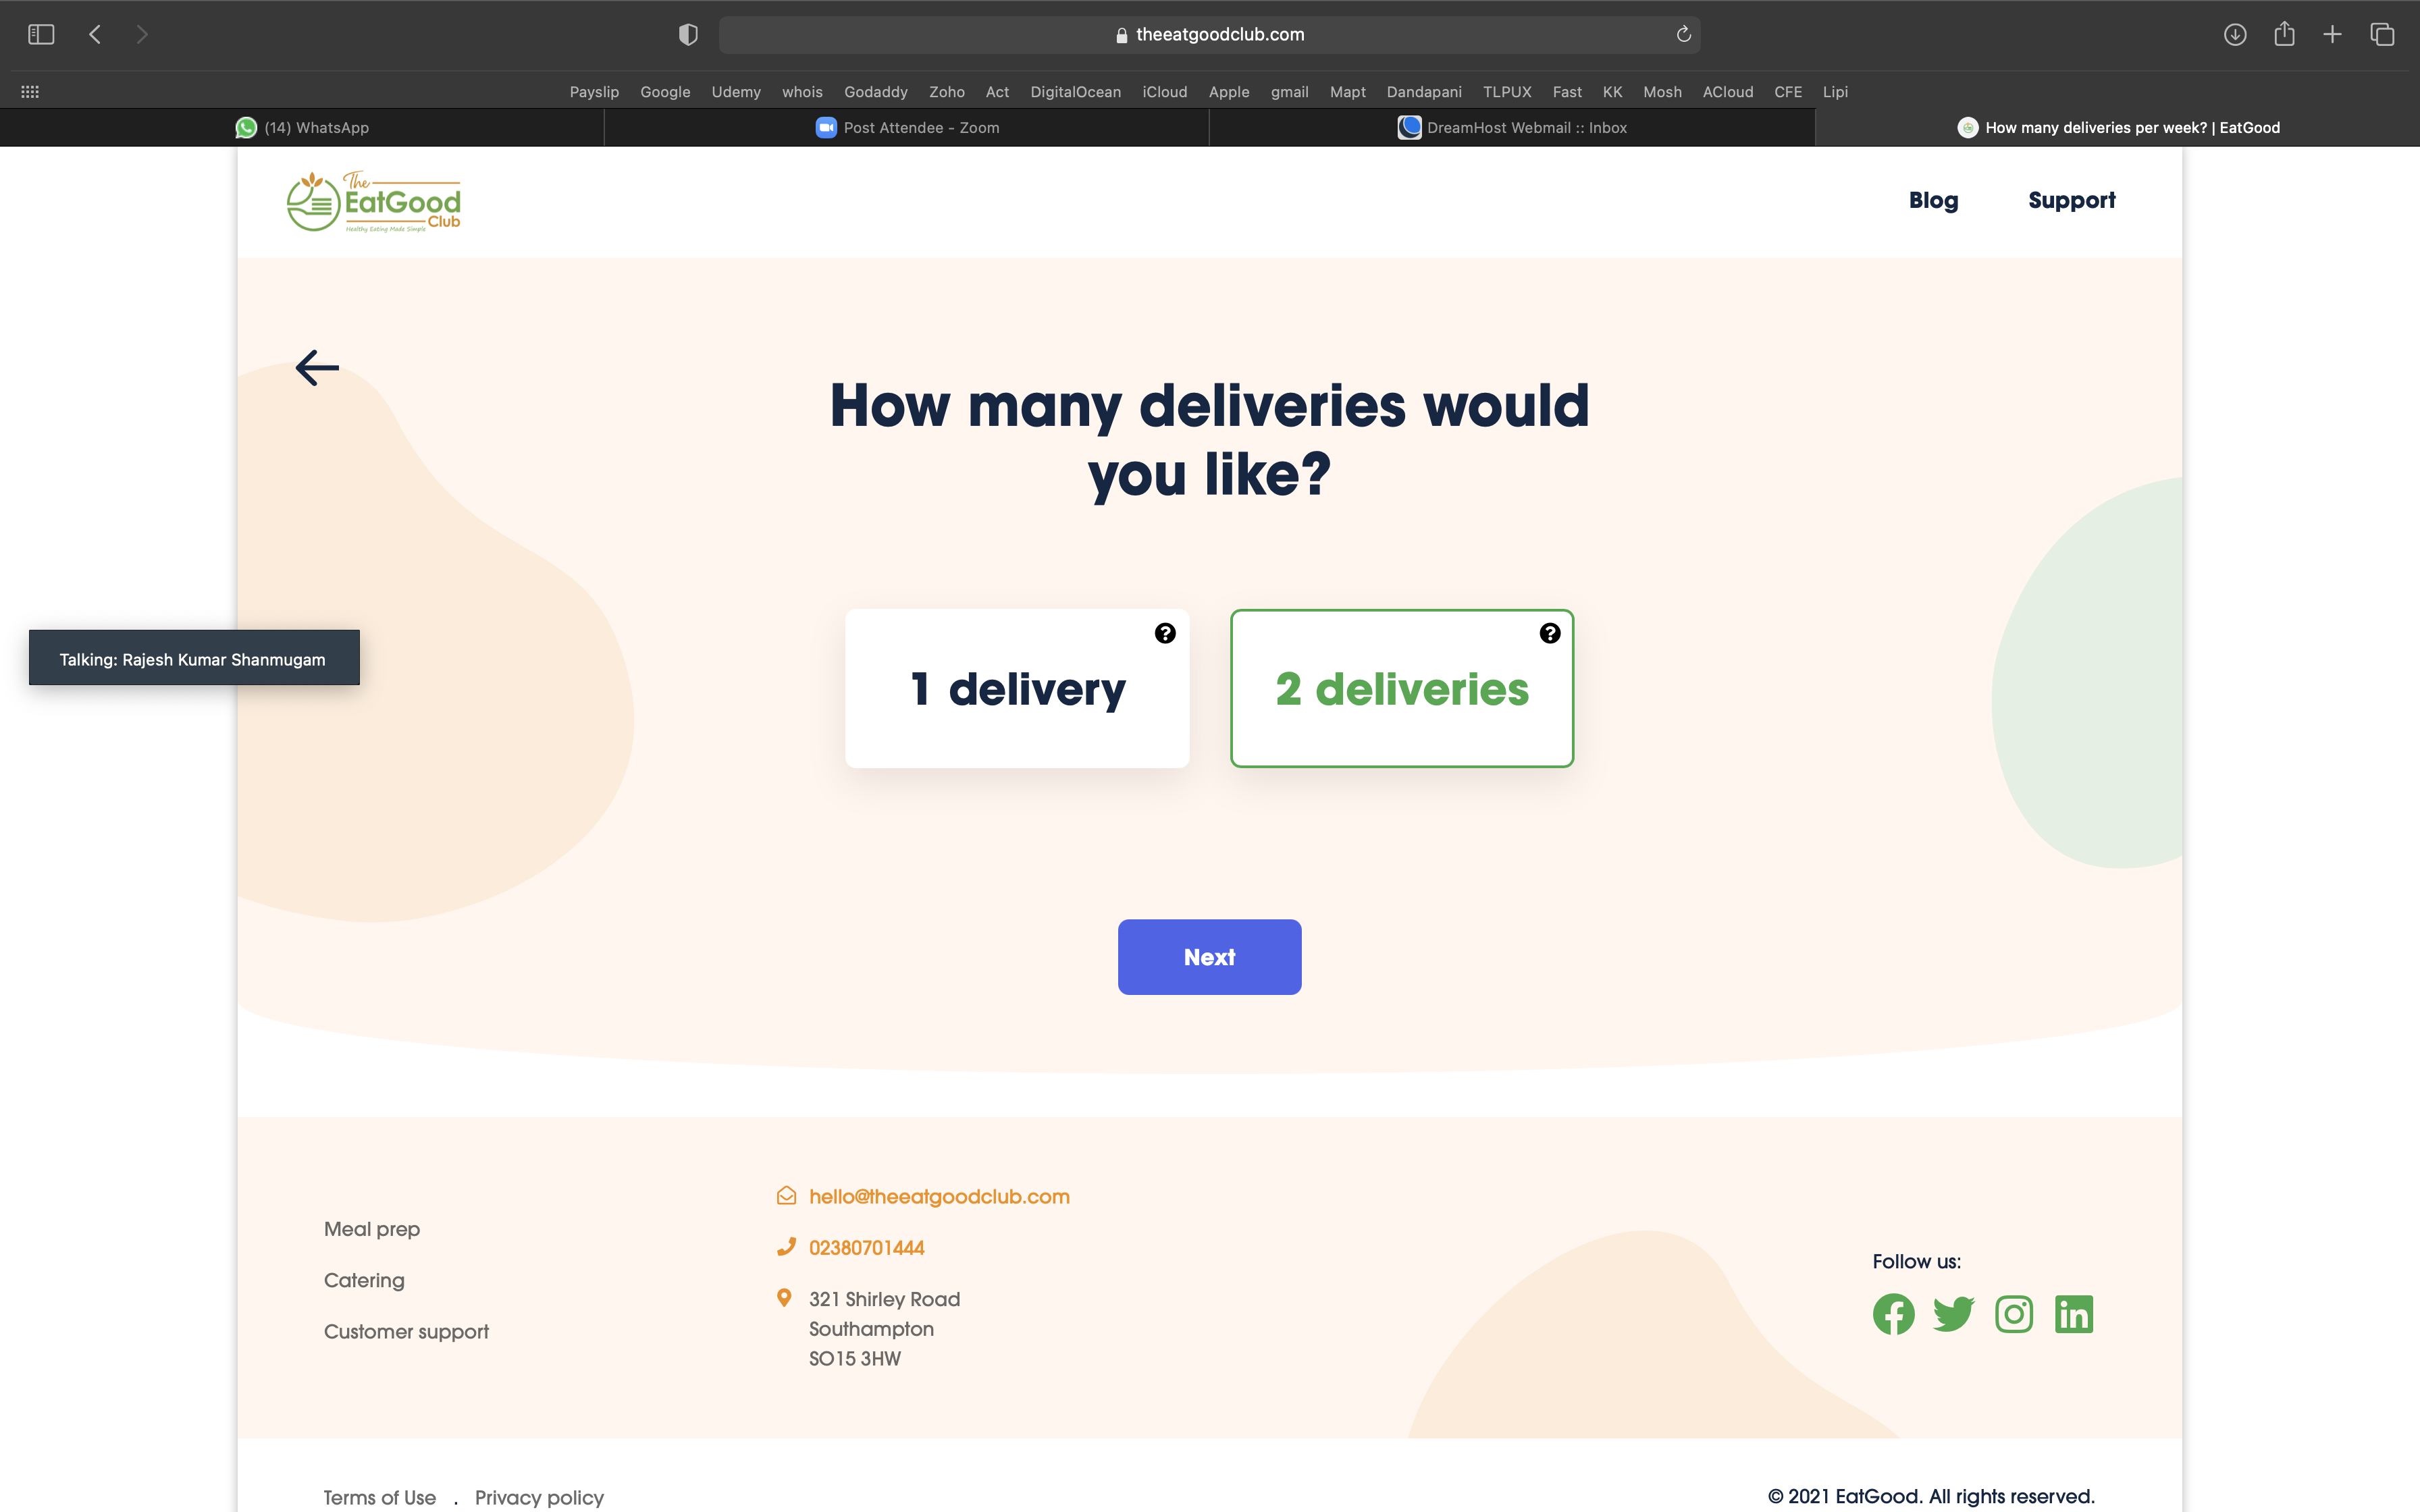 theeatgoodclub.com
Payslip Google Udemy whois Godaddy Zoho Act DigitalOcean iCloud Apple gmail Mapt Dandapani TLPUX Fast KK Mosh ACloud CFE Lipi
(14) WhatsApp
Post Attendee - Zoom
DreamHost Webmail :: Inbox
How many deliveries per week? | EatGood
The
EatGood
Club
Healthy Eating Made Simple
Blog
Support
How many deliveries would
you like?
Talking: Rajesh Kumar Shanmugam
1 delivery
2 deliveries
Next
Meal prep
Catering
Customer support
hello@theeatgoodclub.com
02380701444
321 Shirley Road
Southampton
SO15 3HW
Follow us:
Terms of Use . Privacy policy
© 2021 EatGood. All rights reserved.